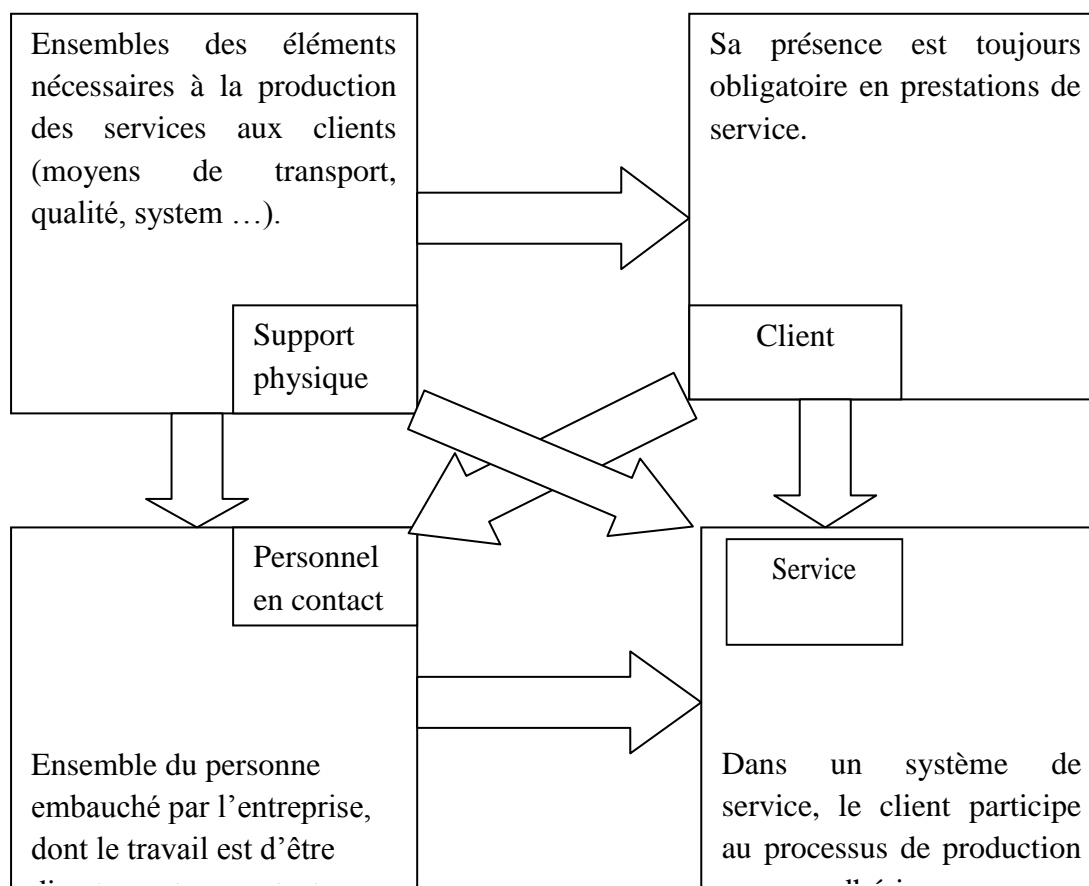 Ensembles des éléments
nécessaires à la production
des services aux clients
(moyens de transport,
qualité, system …).
Support
physique
Sa présence est toujours
obligatoire en prestations de
service.
Client
Personnel
en contact
Ensemble du personne
embauché par l’entreprise,
dont le travail est d’être
Service
Dans un système de
service, le client participe
au processus de production